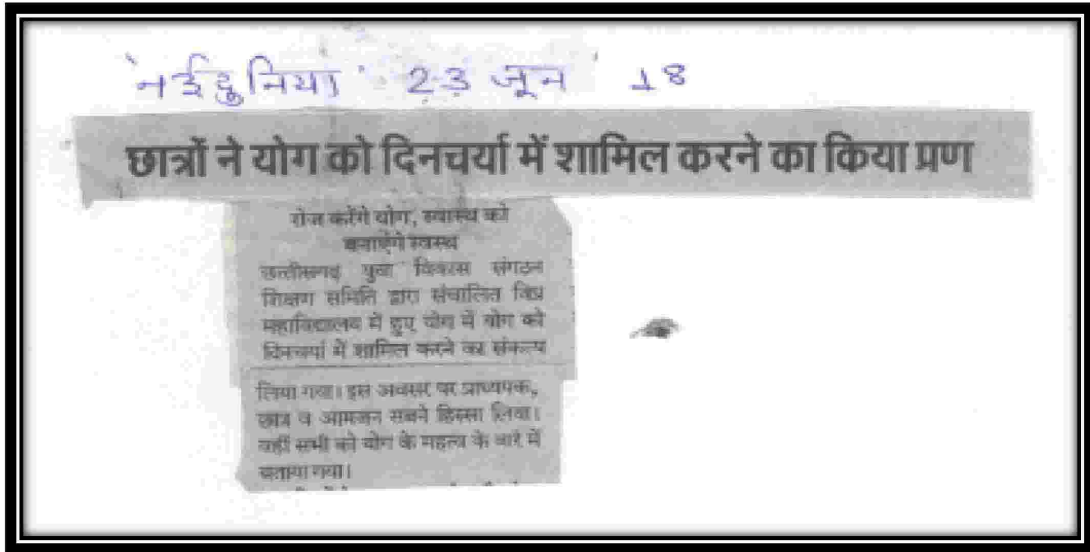 'नईदुनिया' 23 जून '18
छात्रों ने योग को दिनचर्या में शामिल करने का किया प्रण
रोज करेंगे योग, स्वास्थ को
बनाएंगे स्वस्थ
छत्तीसगढ़ युवा विकास संगठन
शिक्षण समिति द्वारा संचालित विप्र
महाविद्यालय में हुए योग में योग को
दिनचर्या में शामिल करने का संकल्प
लिया गया। इस अवसर पर प्राध्यापक,
छात्र व आमजन सबने हिस्सा लिया।
वहीं सभी को योग के महत्व के बारे में
बताया गया।